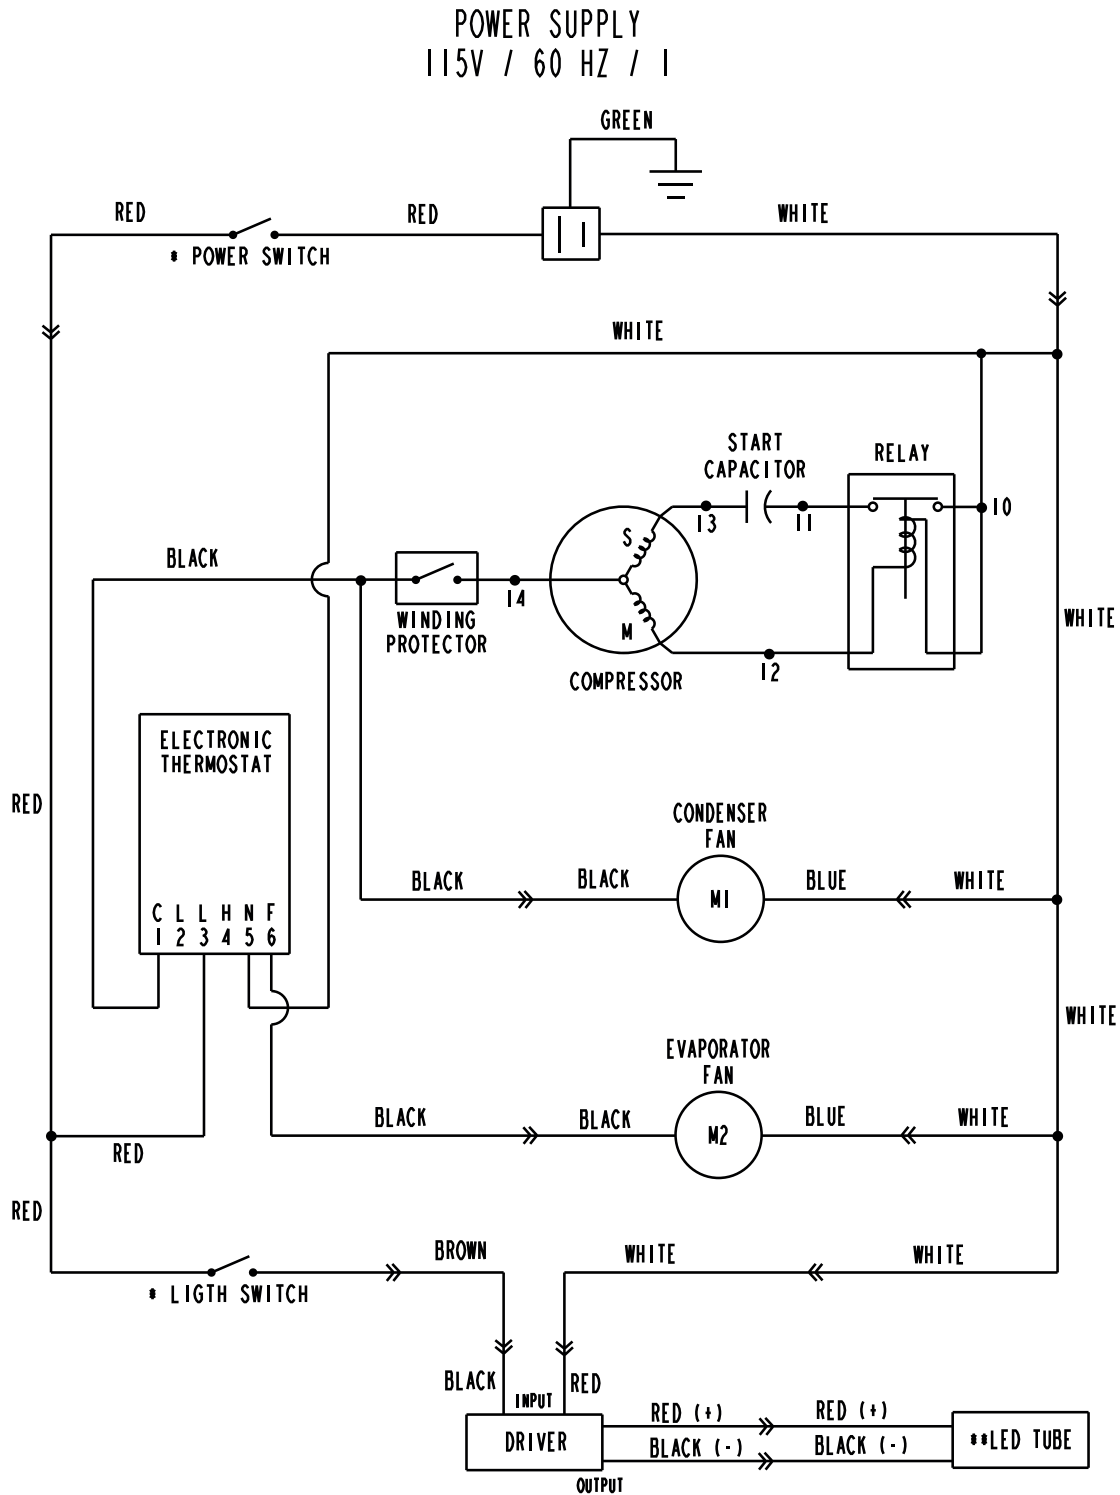 POWER SUPPLY
115V / 60 HZ / 1
GREEN
RED
RED
WHITE
* POWER SWITCH
WHITE
START
CAPACITOR
RELAY
13
11
10
S
BLACK
14
WINDING
PROTECTOR
M
COMPRESSOR
12
WHITE
ELECTRONIC
THERMOSTAT
RED
CONDENSER
FAN
BLACK
BLACK
M1
BLUE
WHITE
C L L H N F
1 2 3 4 5 6
WHITE
EVAPORATOR
FAN
BLACK
BLACK
M2
BLUE
WHITE
RED
RED
BROWN
WHITE
WHITE
* LIGTH SWITCH
BLACK
INPUT
RED
RED (+)
RED (+)
DRIVER
BLACK (-)
BLACK (-)
**LED TUBE
OUTPUT